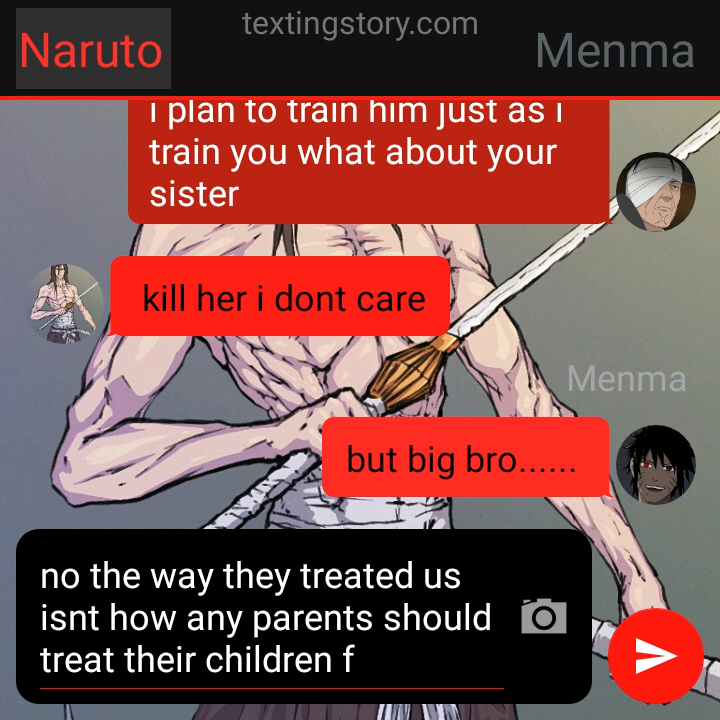 textingstory.com
Naruto
Menma
i plan to train him just as i
train you what about your
sister
kill her i dont care
Menma
but big bro......
no the way they treated us
isnt how any parents should
treat their children f